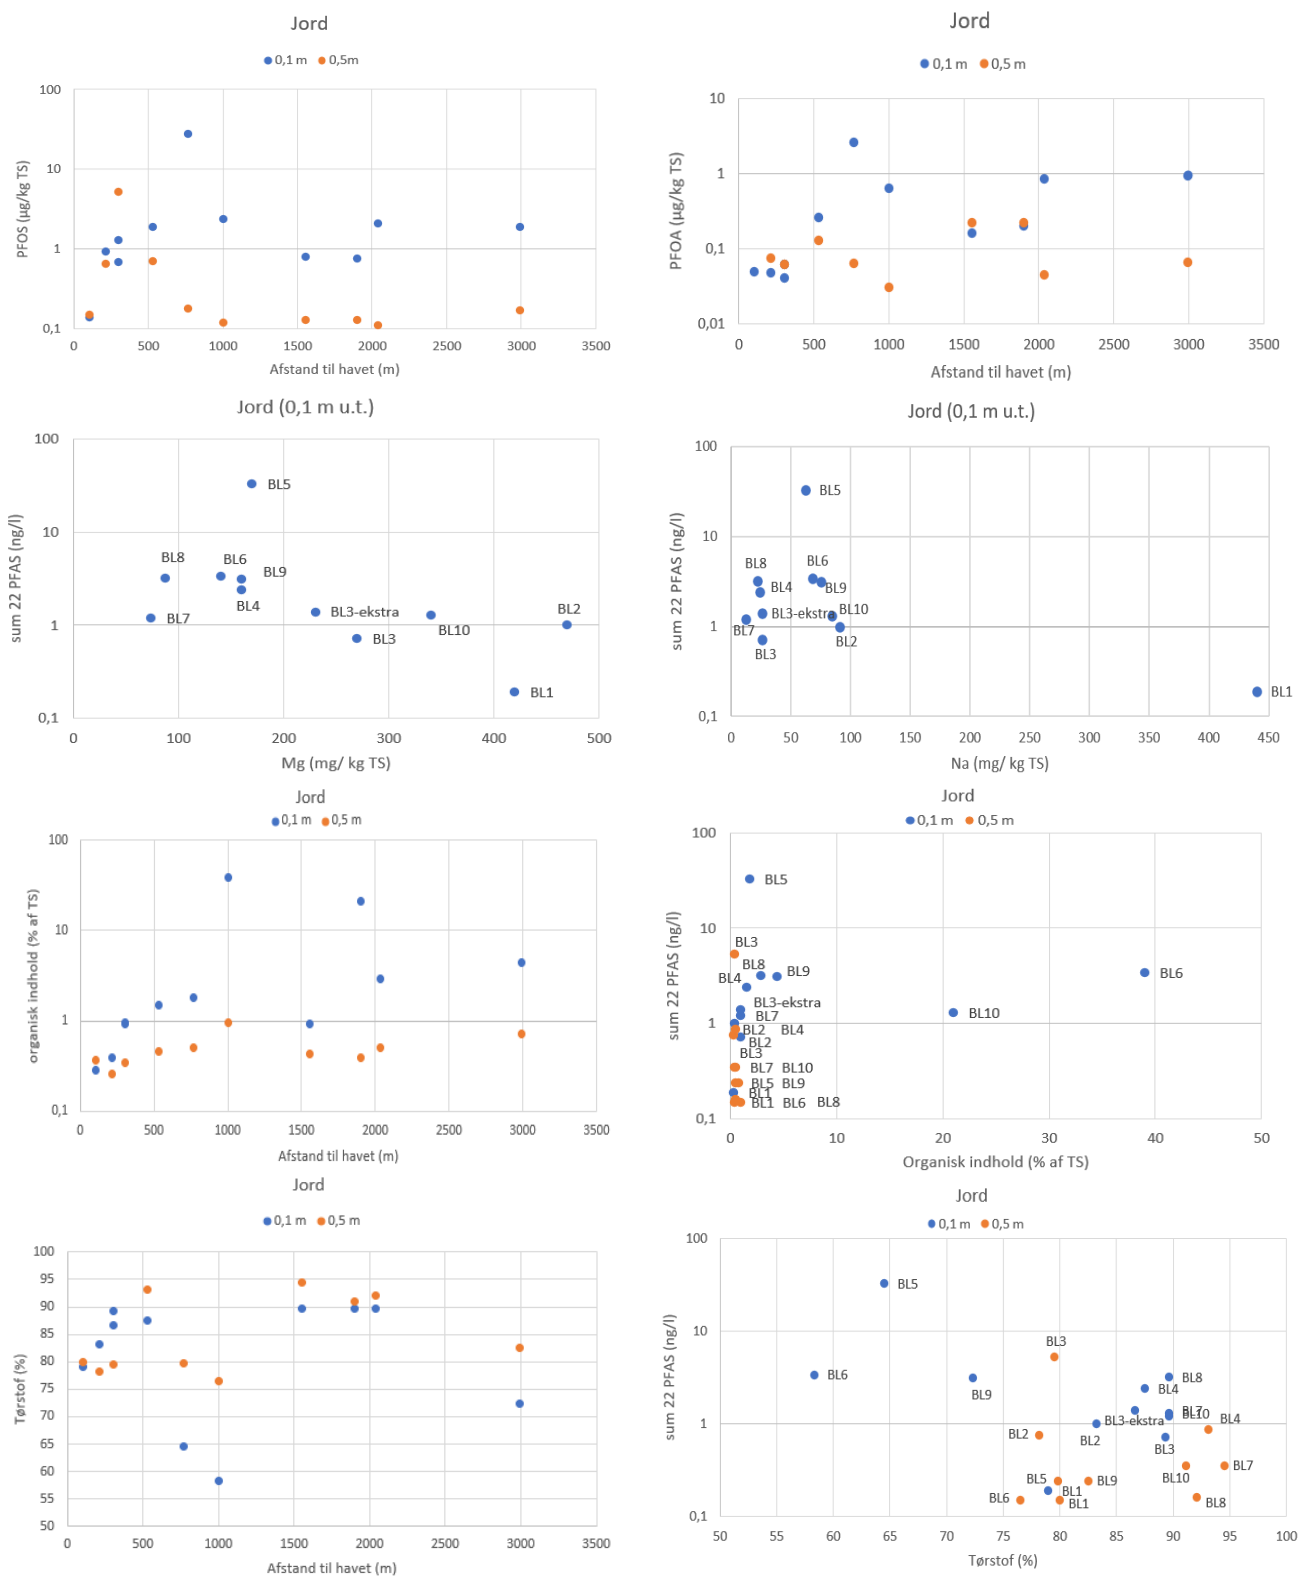 Jord
0,1 m 0,5m
PFOS (µg/kg TS)
100
10
1
0,1
0 500 1000 1500 2000 2500 3000 3500
Afstand til havet (m)
Jord
0,1 m 0,5 m
PFOA (µg/kg TS)
10
1
0,1
0,01
0 500 1000 1500 2000 2500 3000 3500
Afstand til havet (m)
Jord (0,1 m u.t.)
sum 22 PFAS (ng/l)
100
BL5
10
BL8 BL6 BL9
BL4
BL7 BL3-ekstra BL2
1
BL3 BL10
BL1
0,1
0 100 200 300 400 500
Mg (mg/ kg TS)
Jord (0,1 m u.t.)
sum 22 PFAS (ng/l)
100
BL5
10
BL8 BL6
BL4 BL9
BL3-ekstra BL10
1
BL7 BL2
BL3
BL1
0,1
0 50 100 150 200 250 300 350 400 450
Na (mg/ kg TS)
Jord
0,1 m 0,5 m
organisk indhold (% af TS)
100
10
1
0,1
0 500 1000 1500 2000 2500 3000 3500
Afstand til havet (m)
Jord
0,1 m 0,5 m
sum 22 PFAS (ng/l)
100
BL5
10
BL3
BL8 BL9 BL6
BL4
BL3-ekstra
BL7 BL10
1
BL2 BL4
BL2
BL3
BL7 BL10
BL5 BL9
BL1
BL1 BL6 BL8
0,1
0 10 20 30 40 50
Organisk indhold (% af TS)
Jord
0,1 m 0,5 m
Tørstof (%)
100
95
90
85
80
75
70
65
60
55
50
0 500 1000 1500 2000 2500 3000 3500
Afstand til havet (m)
Jord
0,1 m 0,5 m
sum 22 PFAS (ng/l)
100
BL5
10
BL3
BL6 BL8
BL9 BL4
BL7
BL3-ekstra BL10 BL4
1
BL2 BL2 BL3
BL5 BL9 BL10 BL7
BL1
BL6 BL1 BL8
0,1
50 55 60 65 70 75 80 85 90 95 100
Tørstof (%)